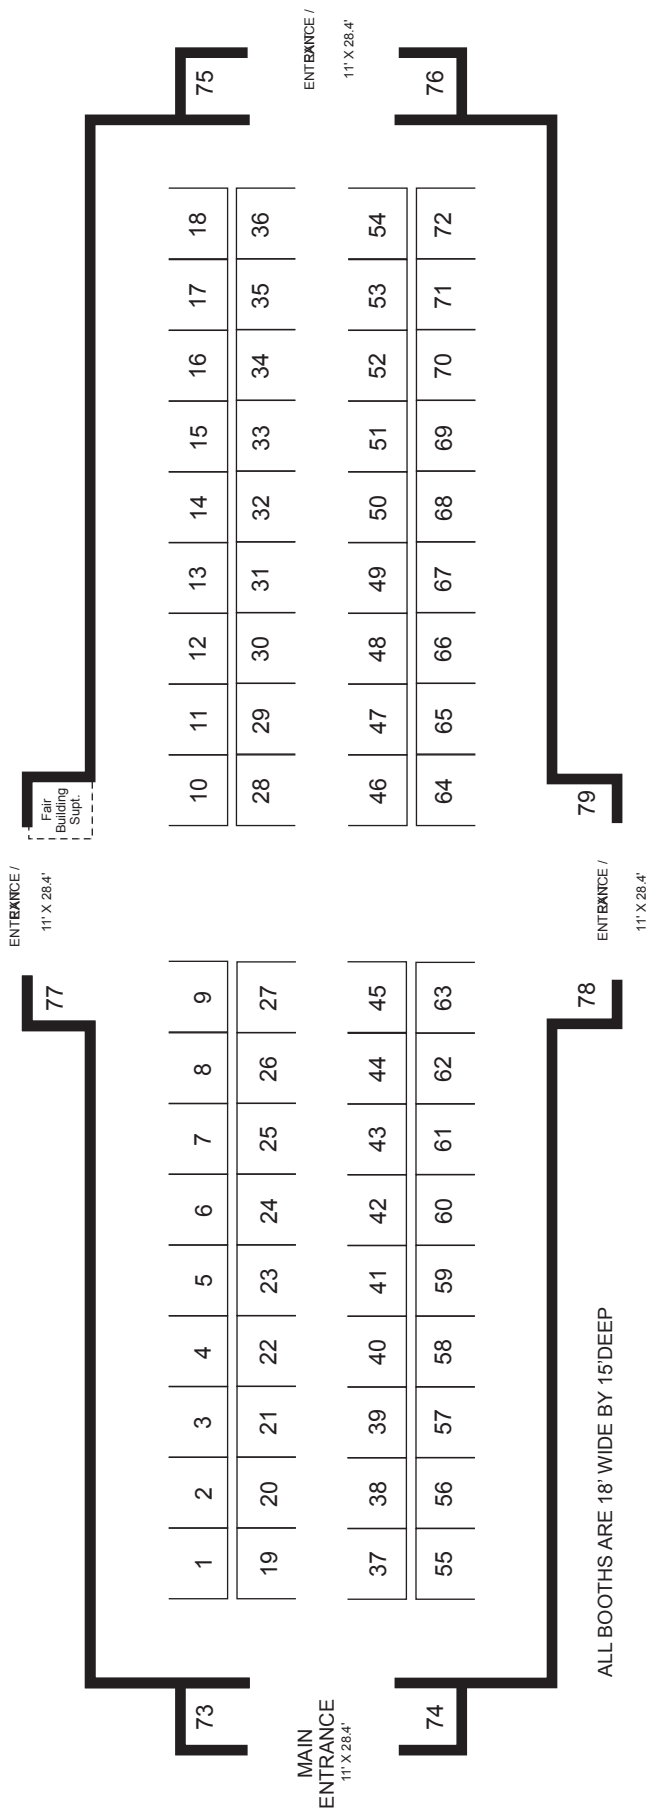 ENTRANCE /
EXIT
11' X 28.4'
77
Fair
Building
Supt.
73
1 2 3 4 5 6 7 8 9 10 11 12 13 14 15 16 17 18
75
19 20 21 22 23 24 25 26 27 28 29 30 31 32 33 34 35 36
MAIN
ENTRANCE
11' X 28.4'
ENTRANCE /
EXIT
11' X 28.4'
37 38 39 40 41 42 43 44 45 46 47 48 49 50 51 52 53 54
74
55 56 57 58 59 60 61 62 63 64 65 66 67 68 69 70 71 72
76
78
79
ALL BOOTHS ARE 18' WIDE BY 15'DEEP
ENTRANCE /
EXIT
11' X 28.4'